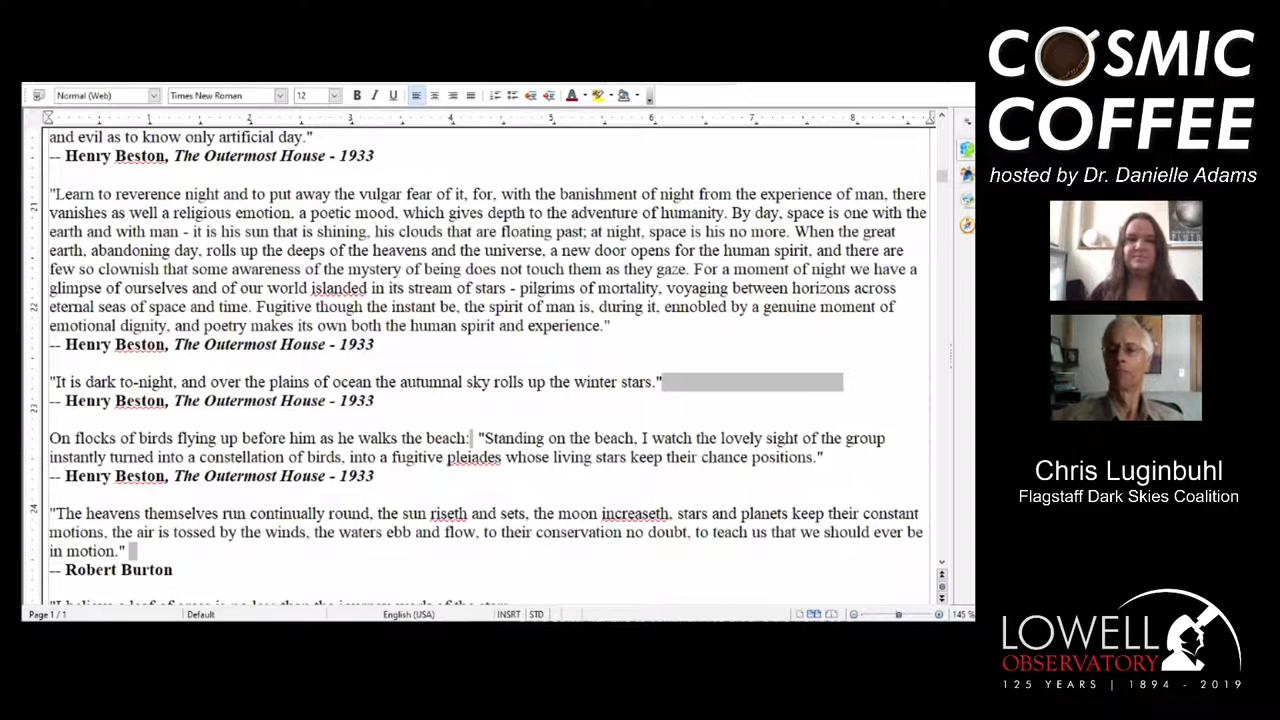 COSMIC
COFFEE
hosted by Dr. Danielle Adams
Normal (Web)
Times New Roman
12
B
I
U
1
2
3
4
5
6
7
8
and evil as to know only artificial day."
-- Henry Beston, The Outermost House - 1933
"Learn to reverence night and to put away the vulgar fear of it, for, with the banishment of night from the experience of man, there
vanishes as well a religious emotion, a poetic mood, which gives depth to the adventure of humanity. By day, space is one with the
earth and with man - it is his sun that is shining, his clouds that are floating past; at night, space is his no more. When the great
earth, abandoning day, rolls up the deeps of the heavens and the universe, a new door opens for the human spirit, and there are
few so clownish that some awareness of the mystery of being does not touch them as they gaze. For a moment of night we have a
glimpse of ourselves and of our world islanded in its stream of stars - pilgrims of mortality, voyaging between horizons across
eternal seas of space and time. Fugitive though the instant be, the spirit of man is, during it, ennobled by a genuine moment of
emotional dignity, and poetry makes its own both the human spirit and experience."
-- Henry Beston, The Outermost House - 1933
"It is dark to-night, and over the plains of ocean the autumnal sky rolls up the winter stars."
-- Henry Beston, The Outermost House - 1933
On flocks of birds flying up before him as he walks the beach: "Standing on the beach, I watch the lovely sight of the group
instantly turned into a constellation of birds, into a fugitive pleiades whose living stars keep their chance positions."
-- Henry Beston, The Outermost House - 1933
"The heavens themselves run continually round, the sun riseth and sets, the moon increaseth, stars and planets keep their constant
motions, the air is tossed by the winds, the waters ebb and flow, to their conservation no doubt, to teach us that we should ever be
in motion."
-- Robert Burton
21
22
23
24
Page 1 / 1
Default
English (USA)
INSRT
STD
145 %
Chris Luginbuhl
Flagstaff Dark Skies Coalition
LOWELL
OBSERVATORY
125 YEARS | 1894 - 2019